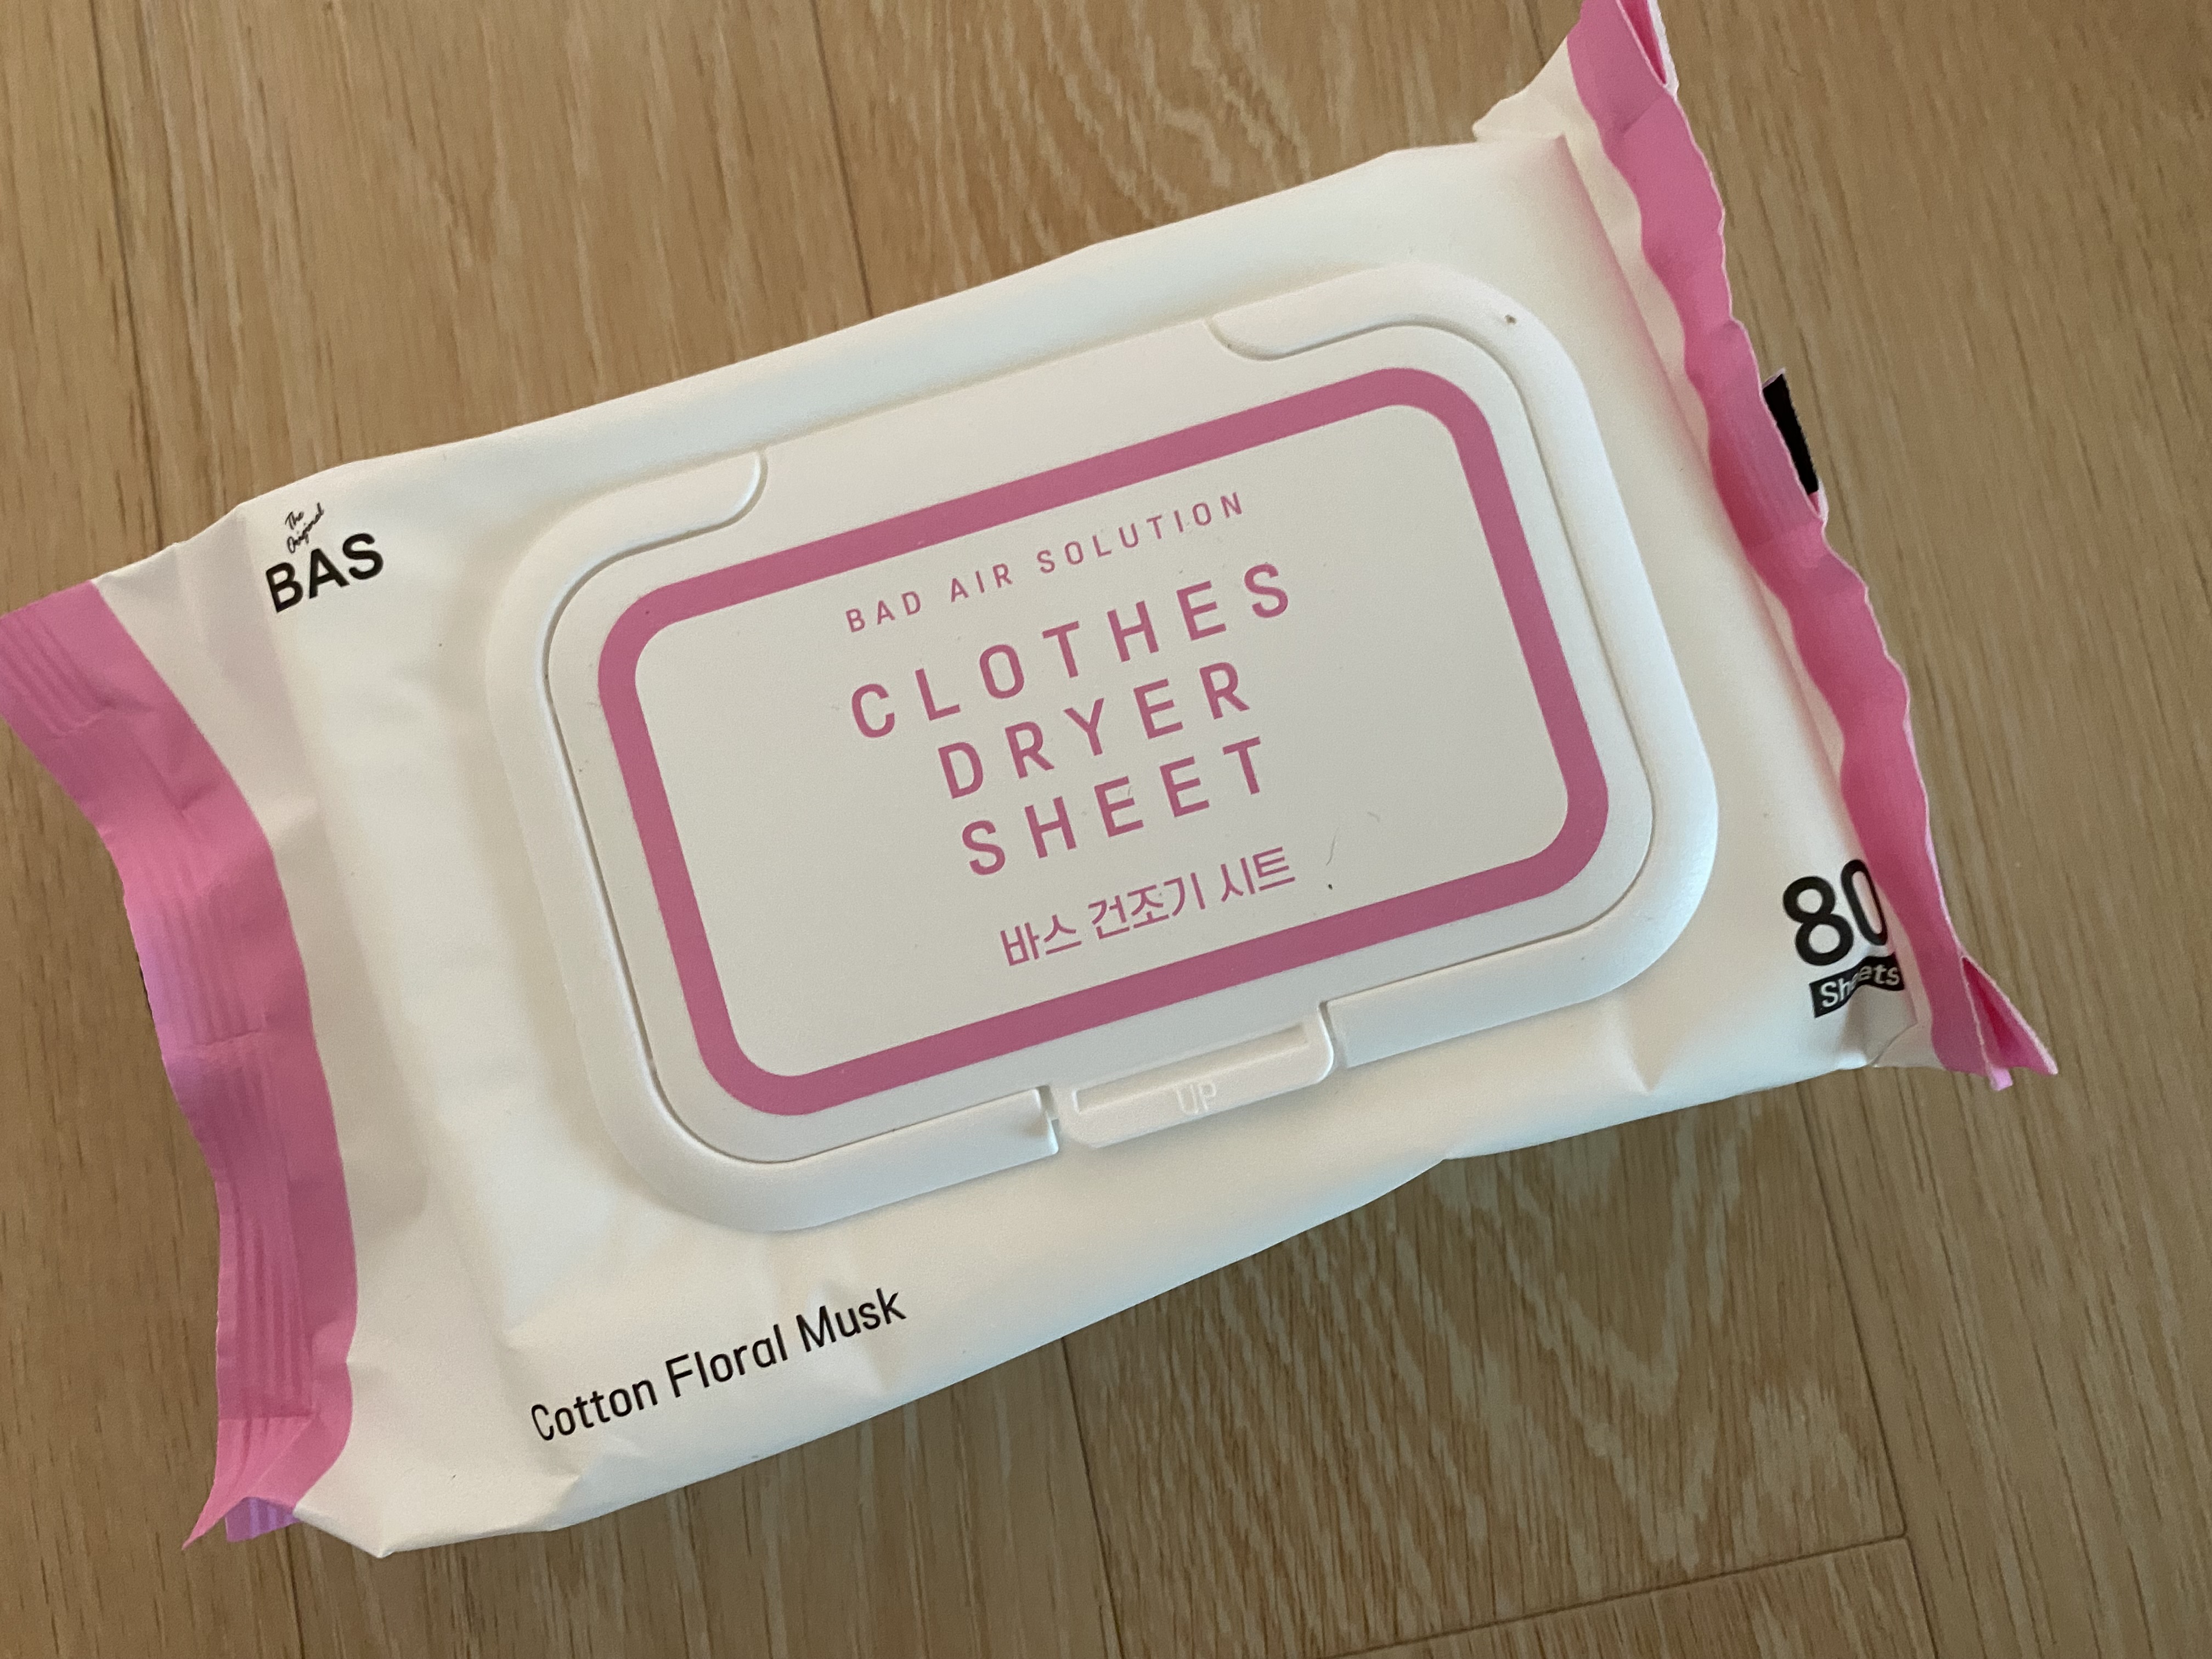 The
Original
BAS
BAD AIR SOLUTION
CLOTHES
DRYER
SHEET
바스 건조기 시트
UP
80
Sheets
Cotton Floral Musk